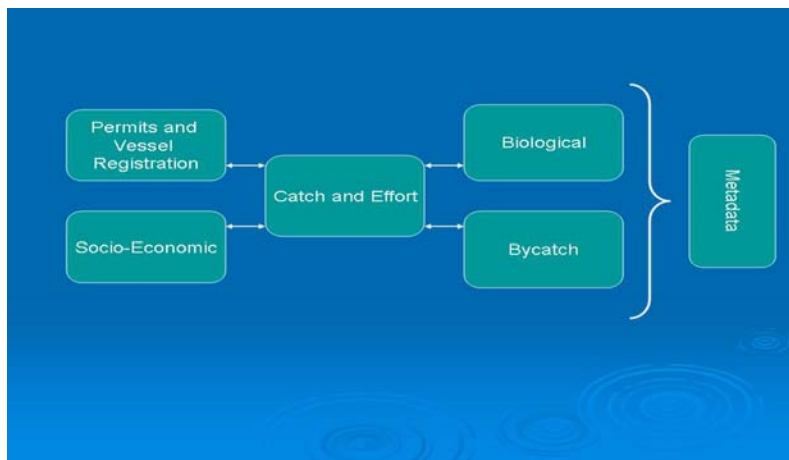 Permits and
Vessel
Registration
Socio-Economic
Catch and Effort
Biological
Bycatch
Metadata